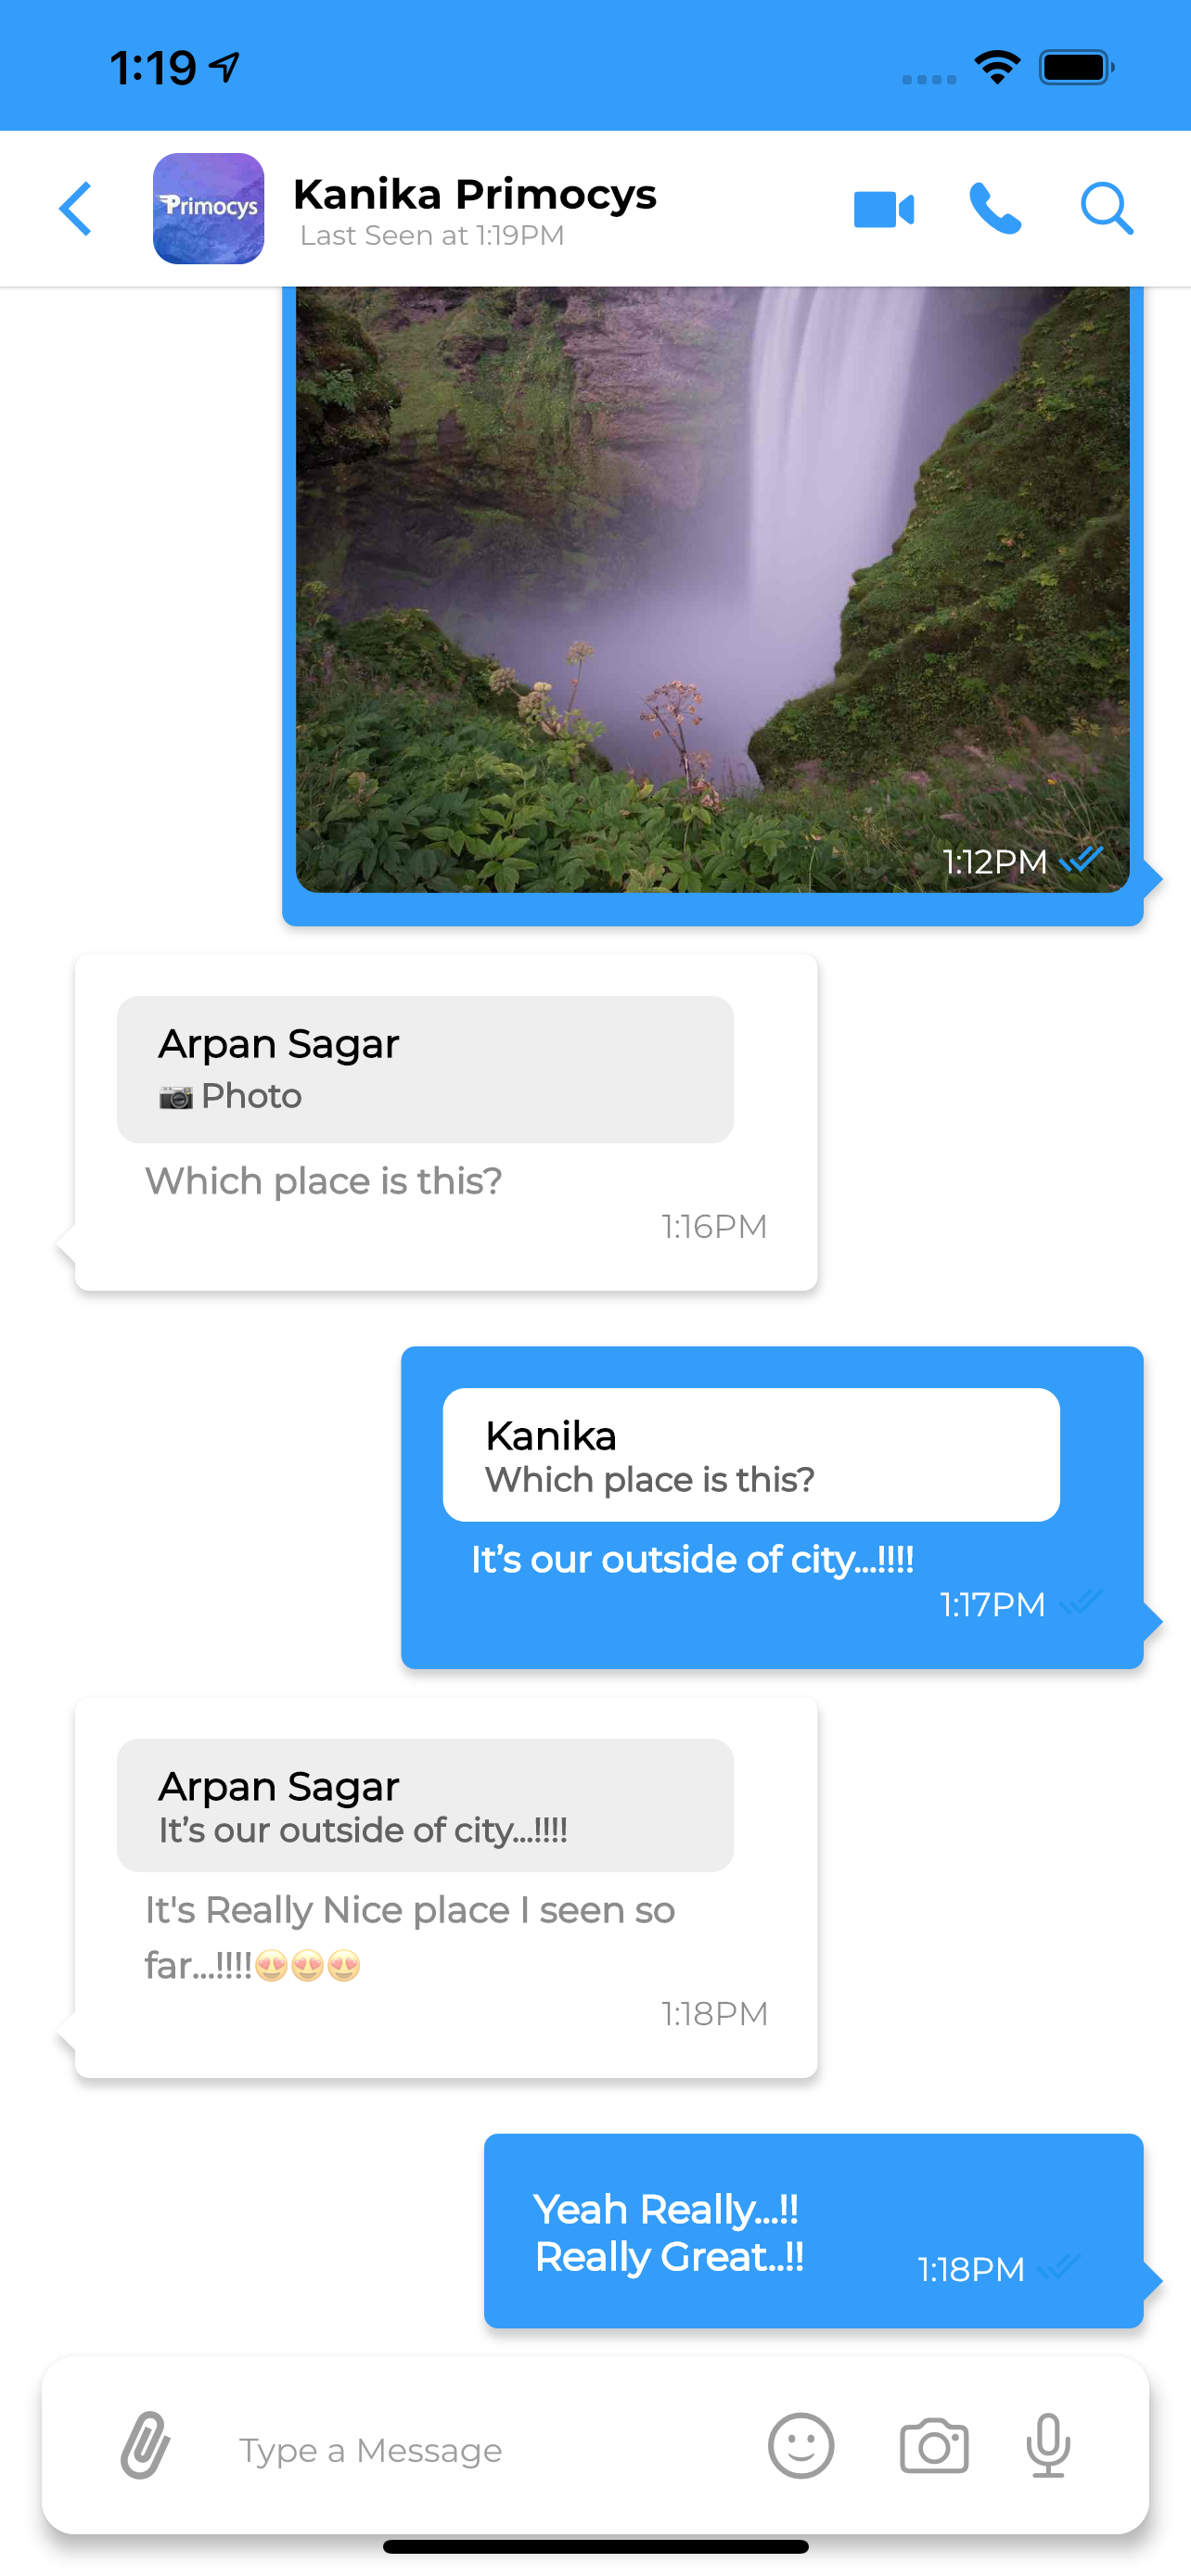 1:19
Primocys
Kanika Primocys
Last Seen at 1:19PM
1:12PM
Arpan Sagar
📷 Photo
Which place is this?
1:16PM
Kanika
Which place is this?
It’s our outside of city...!!!!
1:17PM
Arpan Sagar
It’s our outside of city...!!!!
It's Really Nice place I seen so
far...!!!!😍😍😍
1:18PM
Yeah Really...!!
Really Great..!!
1:18PM
Type a Message